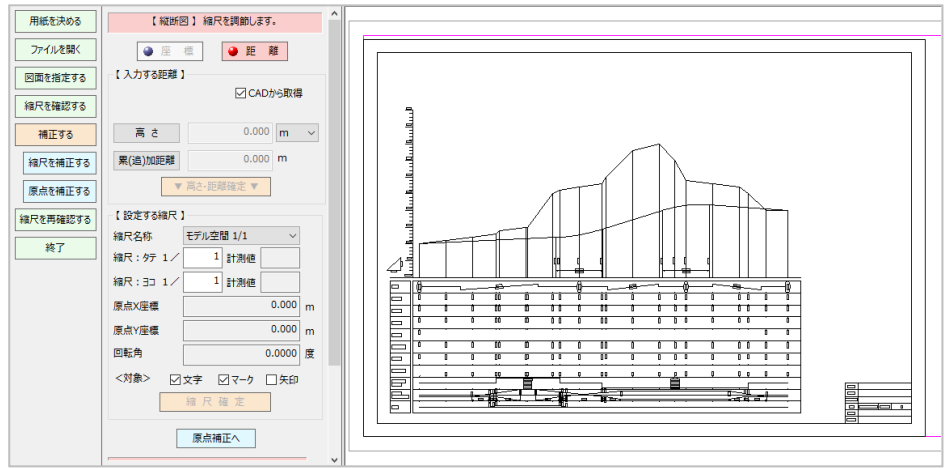 用紙を決める
ファイルを開く
図面を指定する
縮尺を確認する
補正する
縮尺を補正する
原点を補正する
縮尺を再確認する
終了
【 縦断図 】 縮尺を調節します。
座 標
距 離
【 入力する距離 】
CADから取得
高 さ 0.000 m
累(追)加距離 0.000 m
▼ 高さ・距離確定 ▼
【 設定する縮尺 】
縮尺名称 モデル空間 1/1
縮尺：タテ 1／ 1 計測値
縮尺：ヨコ 1／ 1 計測値
原点X座標 0.000 m
原点Y座標 0.000 m
回転角 0.0000 度
<対象> 文字 マーク 矢印
縮 尺 確 定
原点補正へ